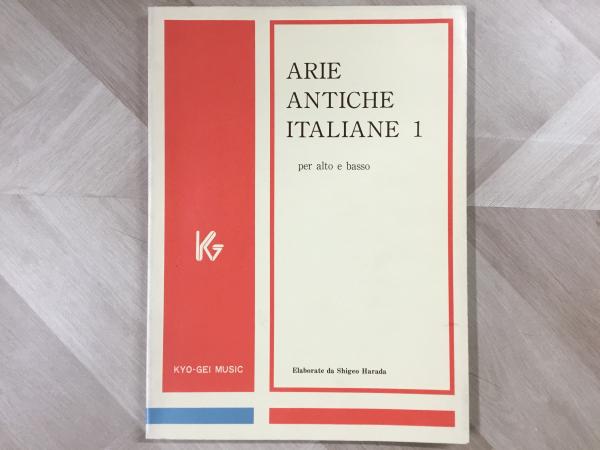 ARIE
ANTICHE
ITALIANE 1
per alto e basso
KG
KYO-GEI MUSIC
Elaborate da Shigeo Harada